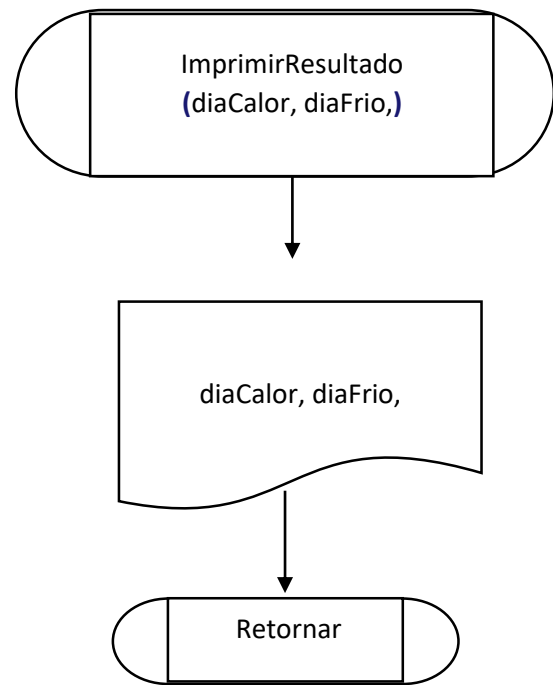 ImprimirResultado
(diaCalor, diaFrio,)
diaCalor, diaFrio,
Retornar